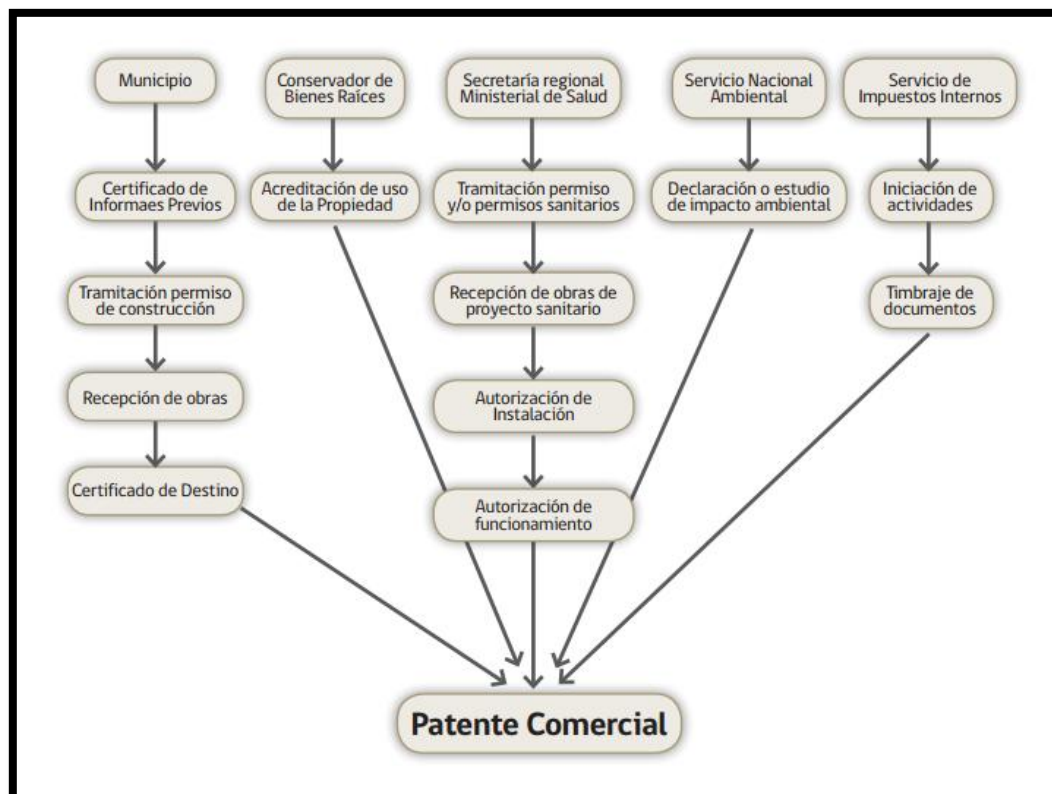 Municipio
Conservador de
Bienes Raíces
Secretaría regional
Ministerial de Salud
Servicio Nacional
Ambiental
Servicio de
Impuestos Internos
Certificado de
Informaes Previos
Acreditación de uso
de la Propiedad
Tramitación permiso
y/o permisos sanitarios
Declaración o estudio
de impacto ambiental
Iniciación de
actividades
Tramitación permiso
de construcción
Recepción de obras de
proyecto sanitario
Timbraje de
documentos
Recepción de obras
Autorización de
Instalación
Certificado de Destino
Autorización de
funcionamiento
Patente Comercial